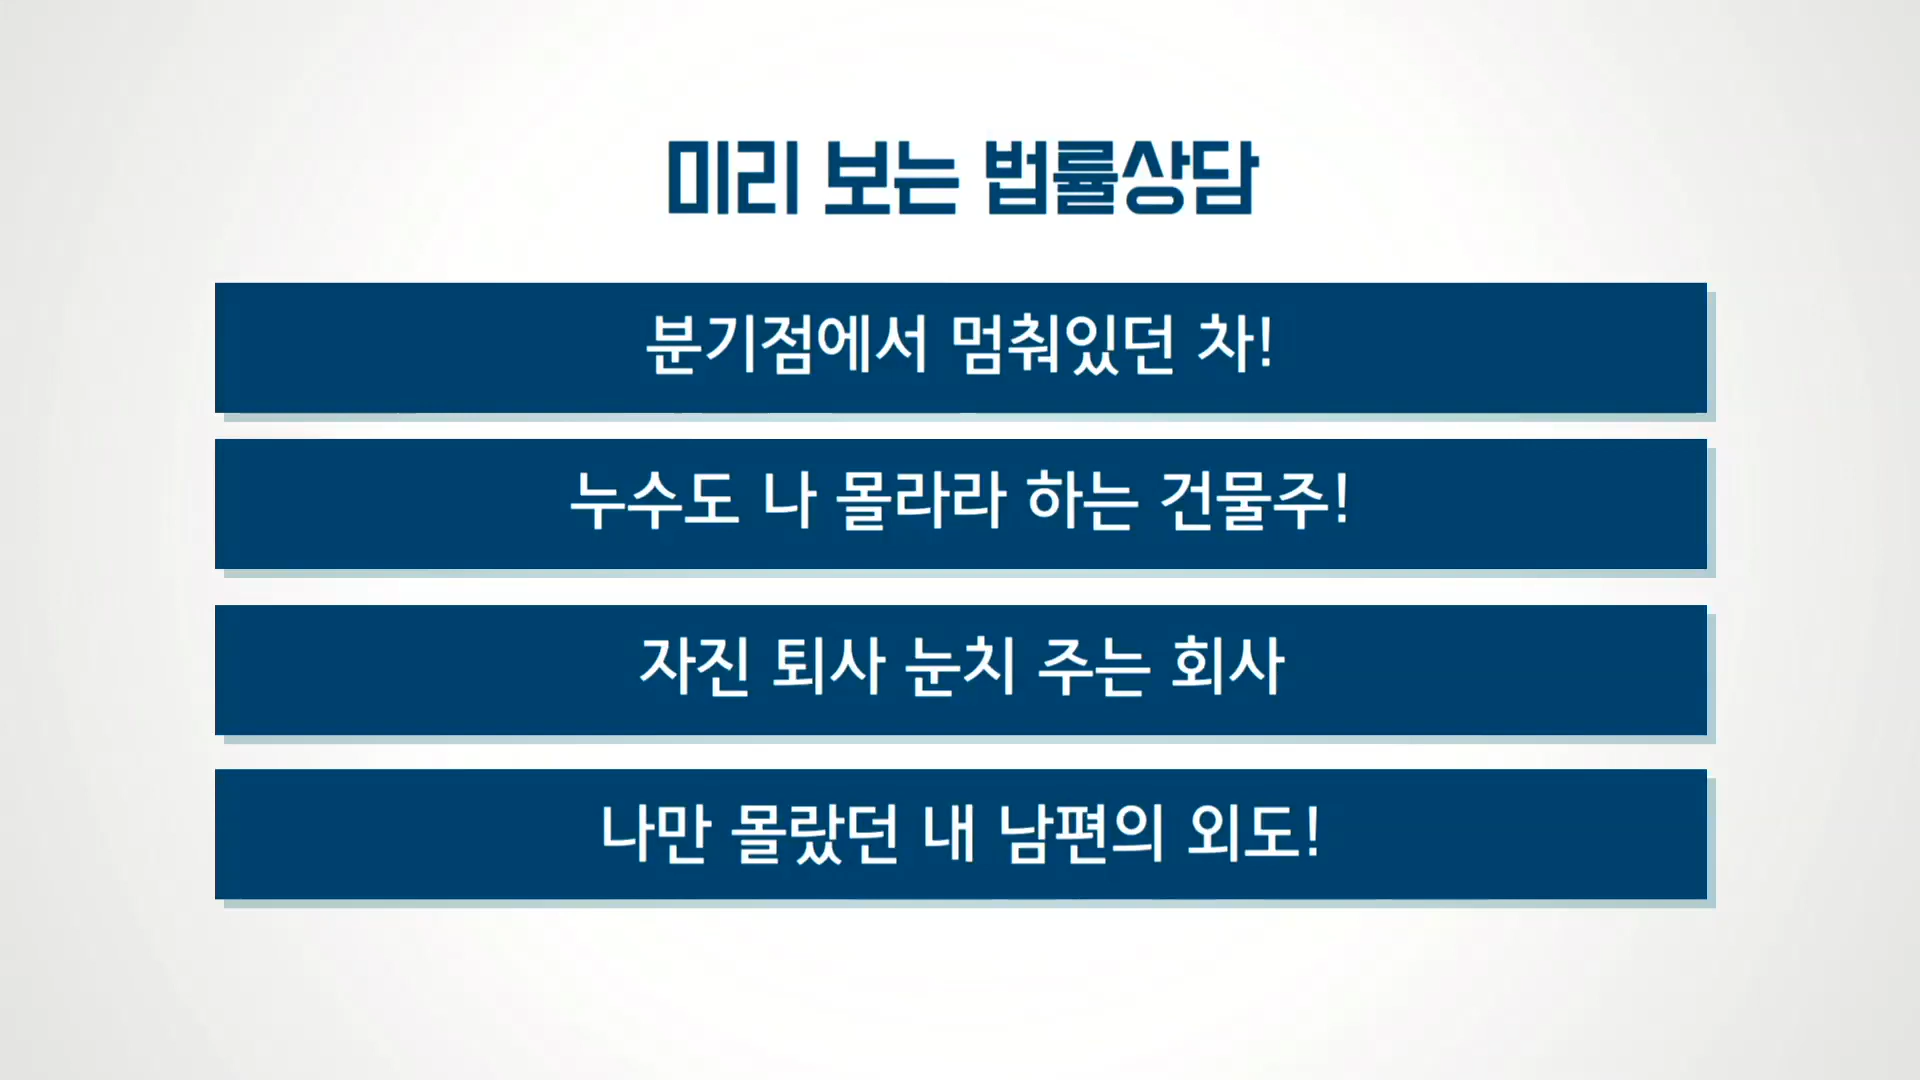 미리 보는 법률상담
분기점에서 멈춰있던 차!
누수도 나 몰라라 하는 건물주!
자진 퇴사 눈치 주는 회사
나만 몰랐던 내 남편의 외도!